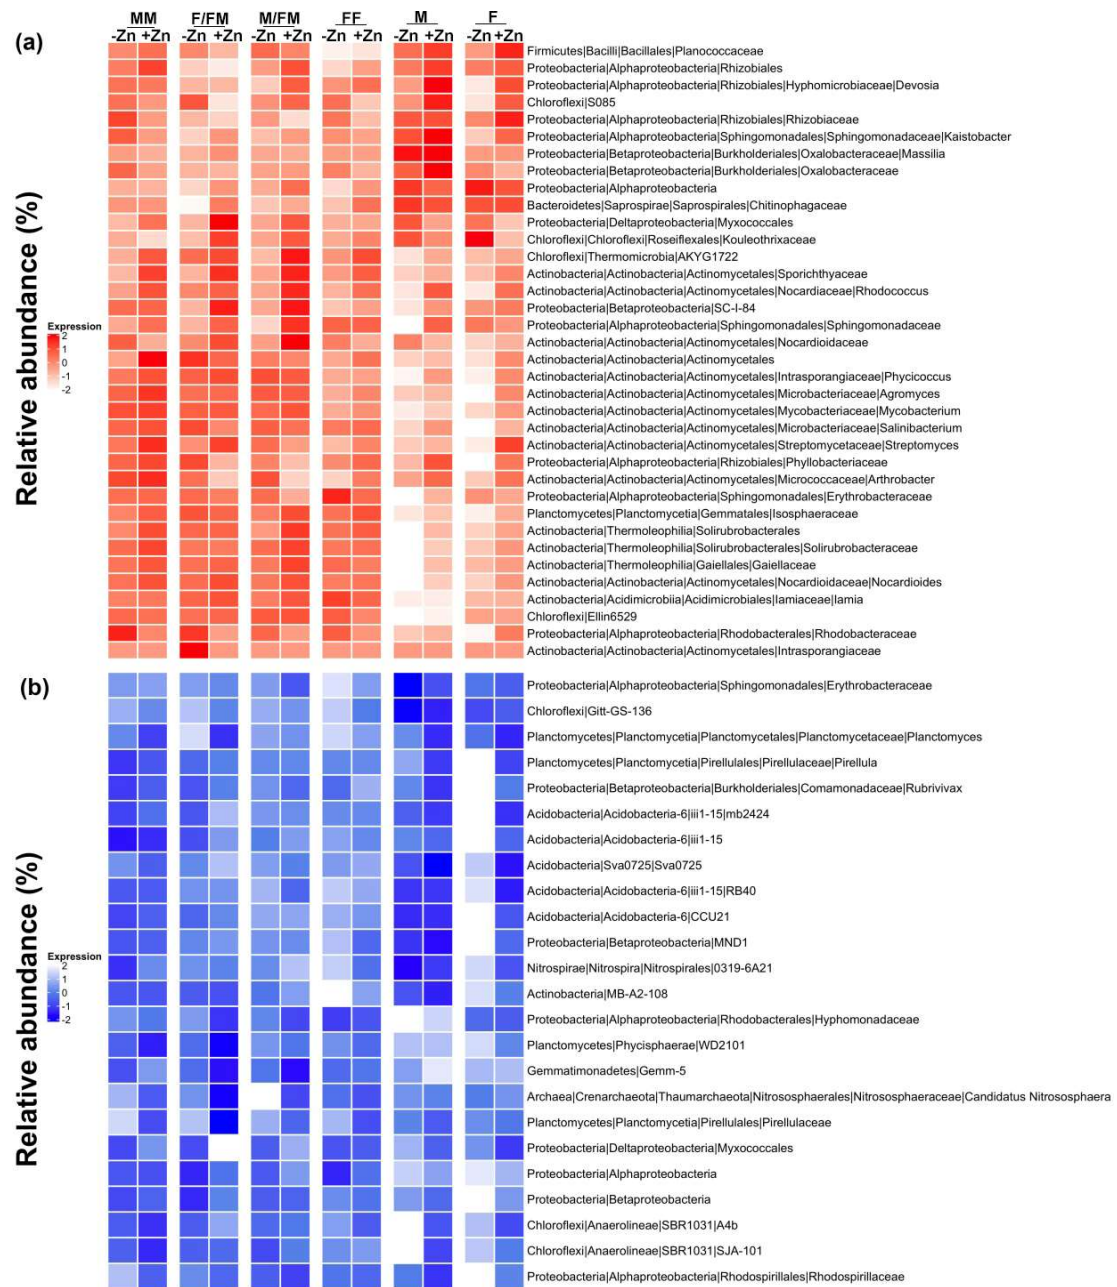 MM F/FM M/FM FF M F
(a) -Zn +Zn -Zn +Zn -Zn +Zn -Zn +Zn -Zn +Zn -Zn +Zn
Firmicutes|Bacilli|Bacillales|Planococcaceae
Proteobacteria|Alphaproteobacteria|Rhizobiales
Proteobacteria|Alphaproteobacteria|Rhizobiales|Hyphomicrobiaceae|Devosia
Chloroflexi|S085
Proteobacteria|Alphaproteobacteria|Rhizobiales|Rhizobiaceae
Proteobacteria|Alphaproteobacteria|Sphingomonadales|Sphingomonadaceae|Kaistobacter
Proteobacteria|Betaproteobacteria|Burkholderiales|Oxalobacteraceae|Massilia
Proteobacteria|Betaproteobacteria|Burkholderiales|Oxalobacteraceae
Proteobacteria|Alphaproteobacteria
Bacteroidetes|Saprospirae|Saprospirales|Chitinophagaceae
Proteobacteria|Deltaproteobacteria|Myxococcales
Chloroflexi|Chloroflexi|Roseiflexales|Kouleothrixaceae
Chloroflexi|Thermomicrobia|AKYG1722
Actinobacteria|Actinobacteria|Actinomycetales|Sporichthyaceae
Actinobacteria|Actinobacteria|Actinomycetales|Nocardiaceae|Rhodococcus
Proteobacteria|Betaproteobacteria|SC-I-84
Proteobacteria|Alphaproteobacteria|Sphingomonadales|Sphingomonadaceae
Actinobacteria|Actinobacteria|Actinomycetales|Nocardioidaceae
Actinobacteria|Actinobacteria|Actinomycetales
Actinobacteria|Actinobacteria|Actinomycetales|Intrasporangiaceae|Phycicoccus
Actinobacteria|Actinobacteria|Actinomycetales|Microbacteriaceae|Agromyces
Actinobacteria|Actinobacteria|Actinomycetales|Mycobacteriaceae|Mycobacterium
Actinobacteria|Actinobacteria|Actinomycetales|Microbacteriaceae|Salinibacterium
Actinobacteria|Actinobacteria|Actinomycetales|Streptomycetaceae|Streptomyces
Proteobacteria|Alphaproteobacteria|Rhizobiales|Phyllobacteriaceae
Actinobacteria|Actinobacteria|Actinomycetales|Micrococcaceae|Arthrobacter
Proteobacteria|Alphaproteobacteria|Sphingomonadales|Erythrobacteraceae
Planctomycetes|Planctomycetia|Gemmatales|Isosphaeraceae
Actinobacteria|Thermoleophilia|Solirubrobacterales
Actinobacteria|Thermoleophilia|Solirubrobacterales|Solirubrobacteraceae
Actinobacteria|Thermoleophilia|Gaiellales|Gaiellaceae
Actinobacteria|Actinobacteria|Actinomycetales|Nocardioidaceae|Nocardioides
Actinobacteria|Acidimicrobiia|Acidimicrobiales|Iamiaceae|Iamia
Chloroflexi|Ellin6529
Proteobacteria|Alphaproteobacteria|Rhodobacterales|Rhodobacteraceae
Actinobacteria|Actinobacteria|Actinomycetales|Intrasporangiaceae
Relative abundance (%)
Expression
2
1
0
-1
-2
(b)
Proteobacteria|Alphaproteobacteria|Sphingomonadales|Erythrobacteraceae
Chloroflexi|Gitt-GS-136
Planctomycetes|Planctomycetia|Planctomycetales|Planctomycetaceae|Planctomyces
Planctomycetes|Planctomycetia|Pirellulales|Pirellulaceae|Pirellula
Proteobacteria|Betaproteobacteria|Burkholderiales|Comamonadaceae|Rubrivivax
Acidobacteria|Acidobacteria-6|iii1-15|mb2424
Acidobacteria|Acidobacteria-6|iii1-15
Acidobacteria|Sva0725|Sva0725
Acidobacteria|Acidobacteria-6|iii1-15|RB40
Acidobacteria|Acidobacteria-6|CCU21
Proteobacteria|Betaproteobacteria|MND1
Nitrospirae|Nitrospira|Nitrospirales|0319-6A21
Actinobacteria|MB-A2-108
Proteobacteria|Alphaproteobacteria|Rhodobacterales|Hyphomonadaceae
Planctomycetes|Phycisphaerae|WD2101
Gemmatimonadetes|Gemm-5
Archaea|Crenarchaeota|Thaumarchaeota|Nitrososphaerales|Nitrososphaeraceae|Candidatus Nitrososphaera
Planctomycetes|Planctomycetia|Pirellulales|Pirellulaceae
Proteobacteria|Deltaproteobacteria|Myxococcales
Proteobacteria|Alphaproteobacteria
Proteobacteria|Betaproteobacteria
Chloroflexi|Anaerolineae|SBR1031|A4b
Chloroflexi|Anaerolineae|SBR1031|SJA-101
Proteobacteria|Alphaproteobacteria|Rhodospirillales|Rhodospirillaceae
Relative abundance (%)
Expression
2
1
0
-1
-2